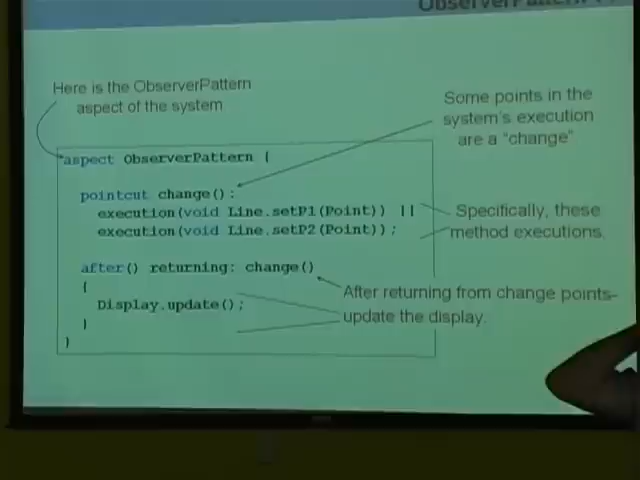 ObserverPattern
Here is the ObserverPattern
aspect of the system
Some points in the
system's execution
are a "change"
aspect ObserverPattern {
pointcut change():
execution(void Line.setP1(Point)) ||
execution(void Line.setP2(Point));
Specifically, these
method executions.
after() returning: change()
{
Display.update();
}
}
After returning from change points-
update the display.